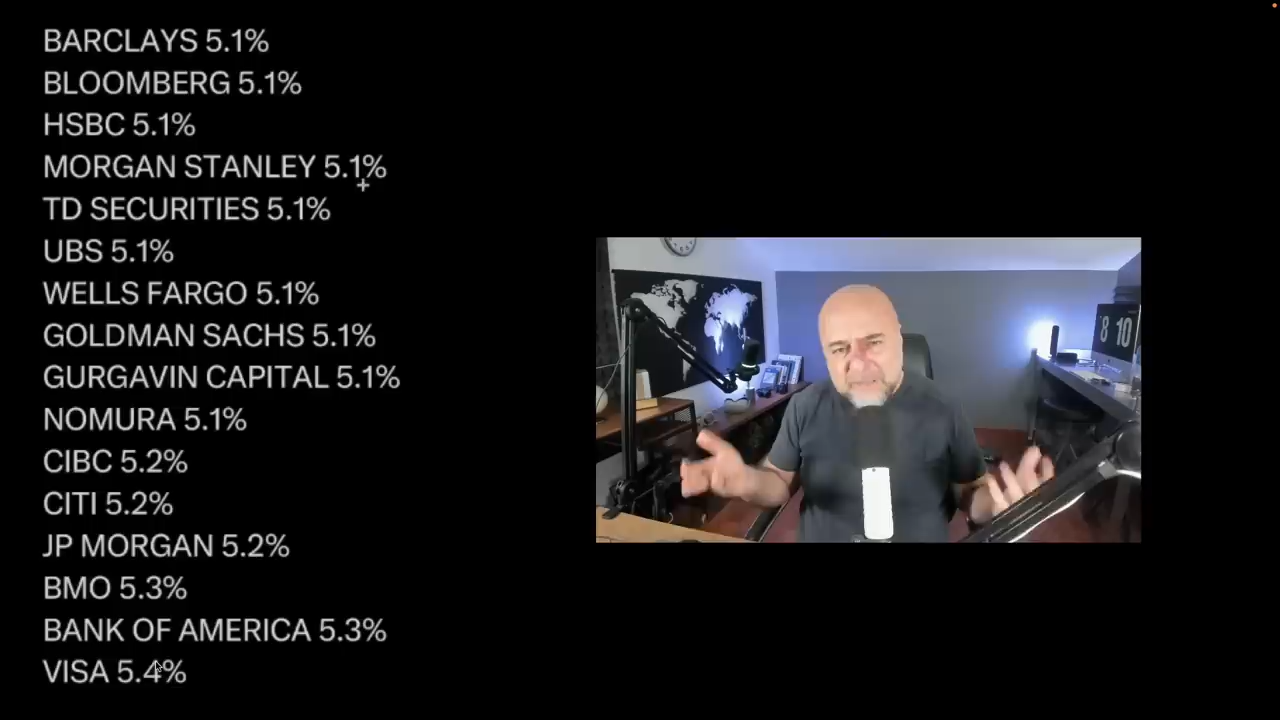 BARCLAYS 5.1%
BLOOMBERG 5.1%
HSBC 5.1%
MORGAN STANLEY 5.1%
TD SECURITIES 5.1%
UBS 5.1%
WELLS FARGO 5.1%
GOLDMAN SACHS 5.1%
GURGAVIN CAPITAL 5.1%
NOMURA 5.1%
CIBC 5.2%
CITI 5.2%
JP MORGAN 5.2%
BMO 5.3%
BANK OF AMERICA 5.3%
VISA 5.4%
8 10